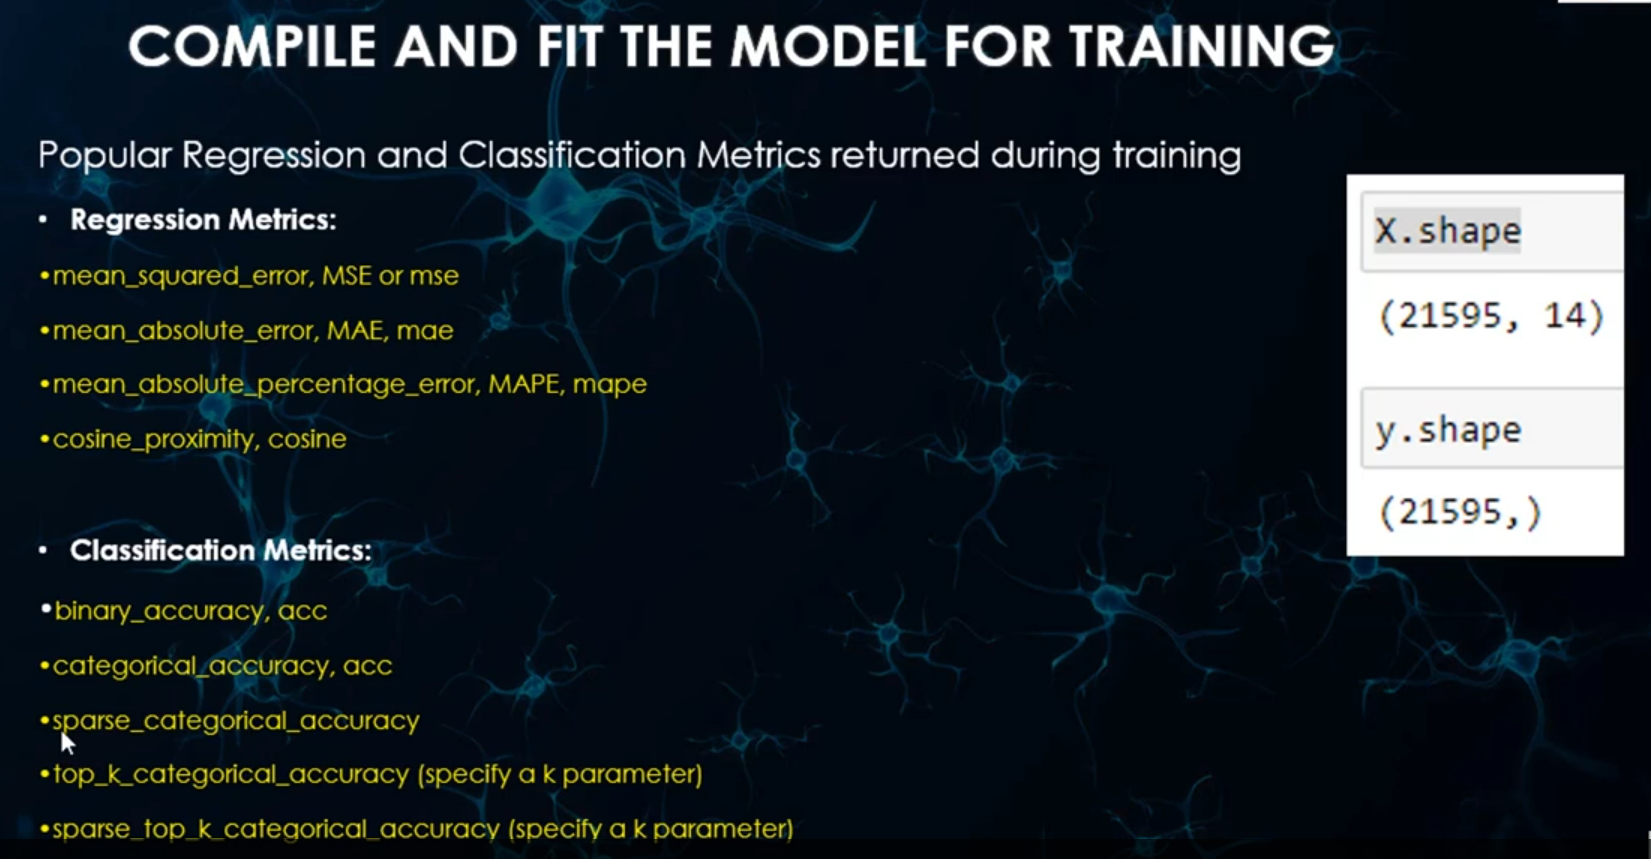 COMPILE AND FIT THE MODEL FOR TRAINING
Popular Regression and Classification Metrics returned during training
• Regression Metrics:
•mean_squared_error, MSE or mse
•mean_absolute_error, MAE, mae
•mean_absolute_percentage_error, MAPE, mape
•cosine_proximity, cosine
• Classification Metrics:
•binary_accuracy, acc
•categorical_accuracy, acc
•sparse_categorical_accuracy
•top_k_categorical_accuracy (specify a k parameter)
•sparse_top_k_categorical_accuracy (specify a k parameter)
X.shape
(21595, 14)
y.shape
(21595,)